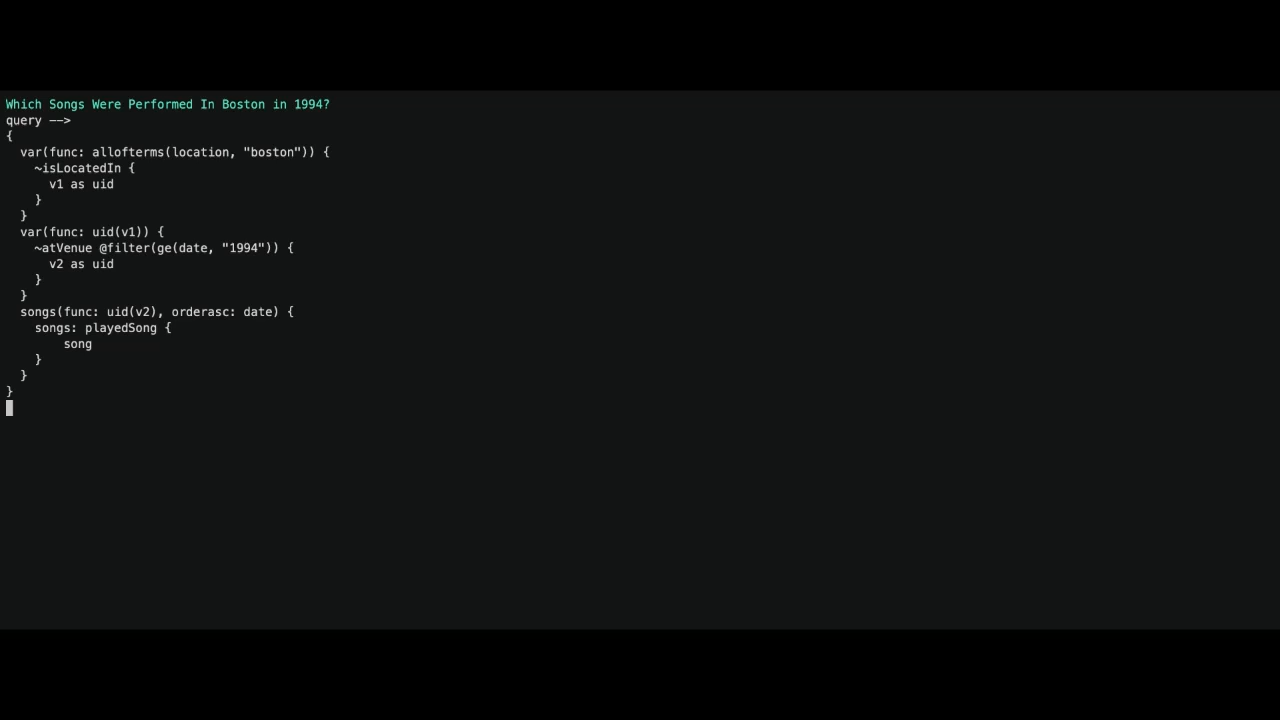 Which Songs Were Performed In Boston in 1994?
query -->
{
  var(func: allofterms(location, "boston")) {
    ~isLocatedIn {
      v1 as uid
    }
  }
  var(func: uid(v1)) {
    ~atVenue @filter(ge(date, "1994")) {
      v2 as uid
    }
  }
  songs(func: uid(v2), orderasc: date) {
    songs: playedSong {
        song
    }
  }
}